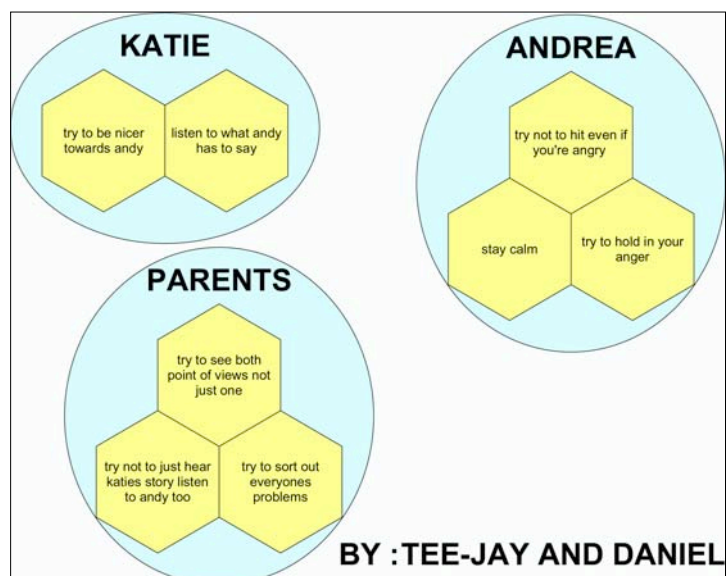 KATIE
try to be nicer
towards andy
listen to what andy
has to say
ANDREA
try not to hit even if
you're angry
stay calm
try to hold in your
anger
PARENTS
try to see both
point of views not
just one
try not to just hear
katies story listen
to andy too
try to sort out
everyones
problems
BY :TEE-JAY AND DANIEL